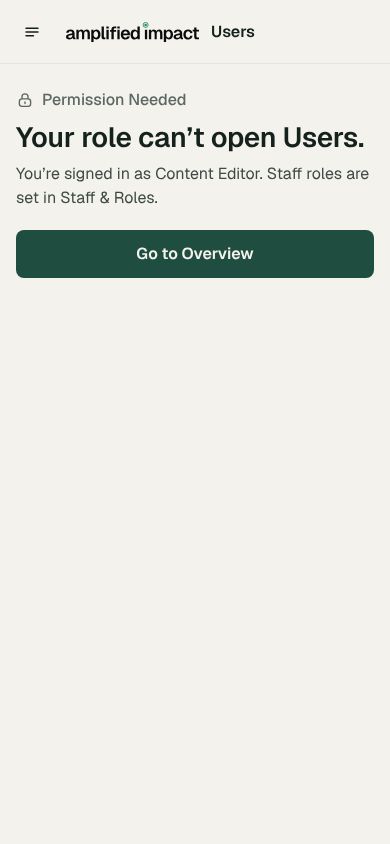 amplified impact Users
Permission Needed
Your role can’t open Users.
You’re signed in as Content Editor. Staff roles are
set in Staff & Roles.
Go to Overview